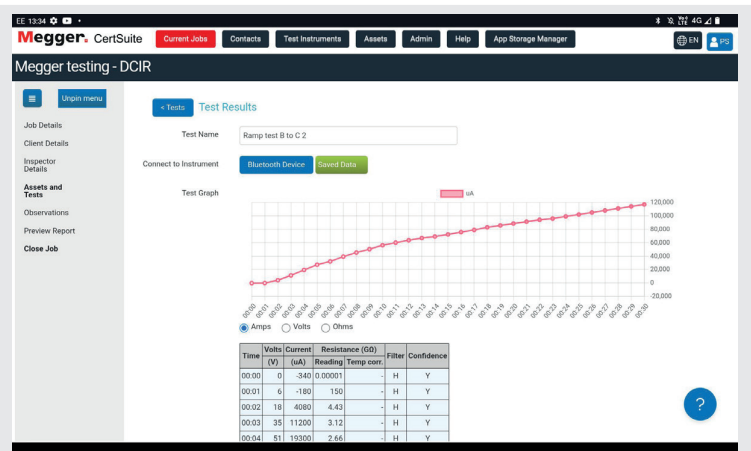 EE 13:34
4G
Megger. CertSuite Current Jobs Contacts Test Instruments Assets Admin Help App Storage Manager EN PS
Megger testing - DCIR
Unpin menu
< Tests Test Results
Job Details
Test Name Ramp test B to C 2
Client Details
Inspector
Details
Connect to Instrument Bluetooth Device Saved Data
Assets and
Tests
Test Graph uA
Observations
Preview Report
Close Job
120,000
100,000
80,000
60,000
40,000
20,000
0
-20,000
00:00 00:01 00:02 00:03 00:04 00:05 00:06 00:07 00:08 00:09 00:10 00:11 00:12 00:13 00:14 00:15 00:16 00:17 00:18 00:19 00:20 00:21 00:22 00:23 00:24 00:25 00:26 00:27 00:28 00:29 00:30
Amps Volts Ohms
Time Volts Current Resistance (GΩ) Filter Confidence
(V) (uA) Reading Temp corr.
00:00 0 -340 0.00001 - H Y
00:01 6 -180 150 - H Y
00:02 18 4080 4.43 - H Y
00:03 35 11200 3.12 - H Y
00:04 51 19300 2.66 - H Y
?